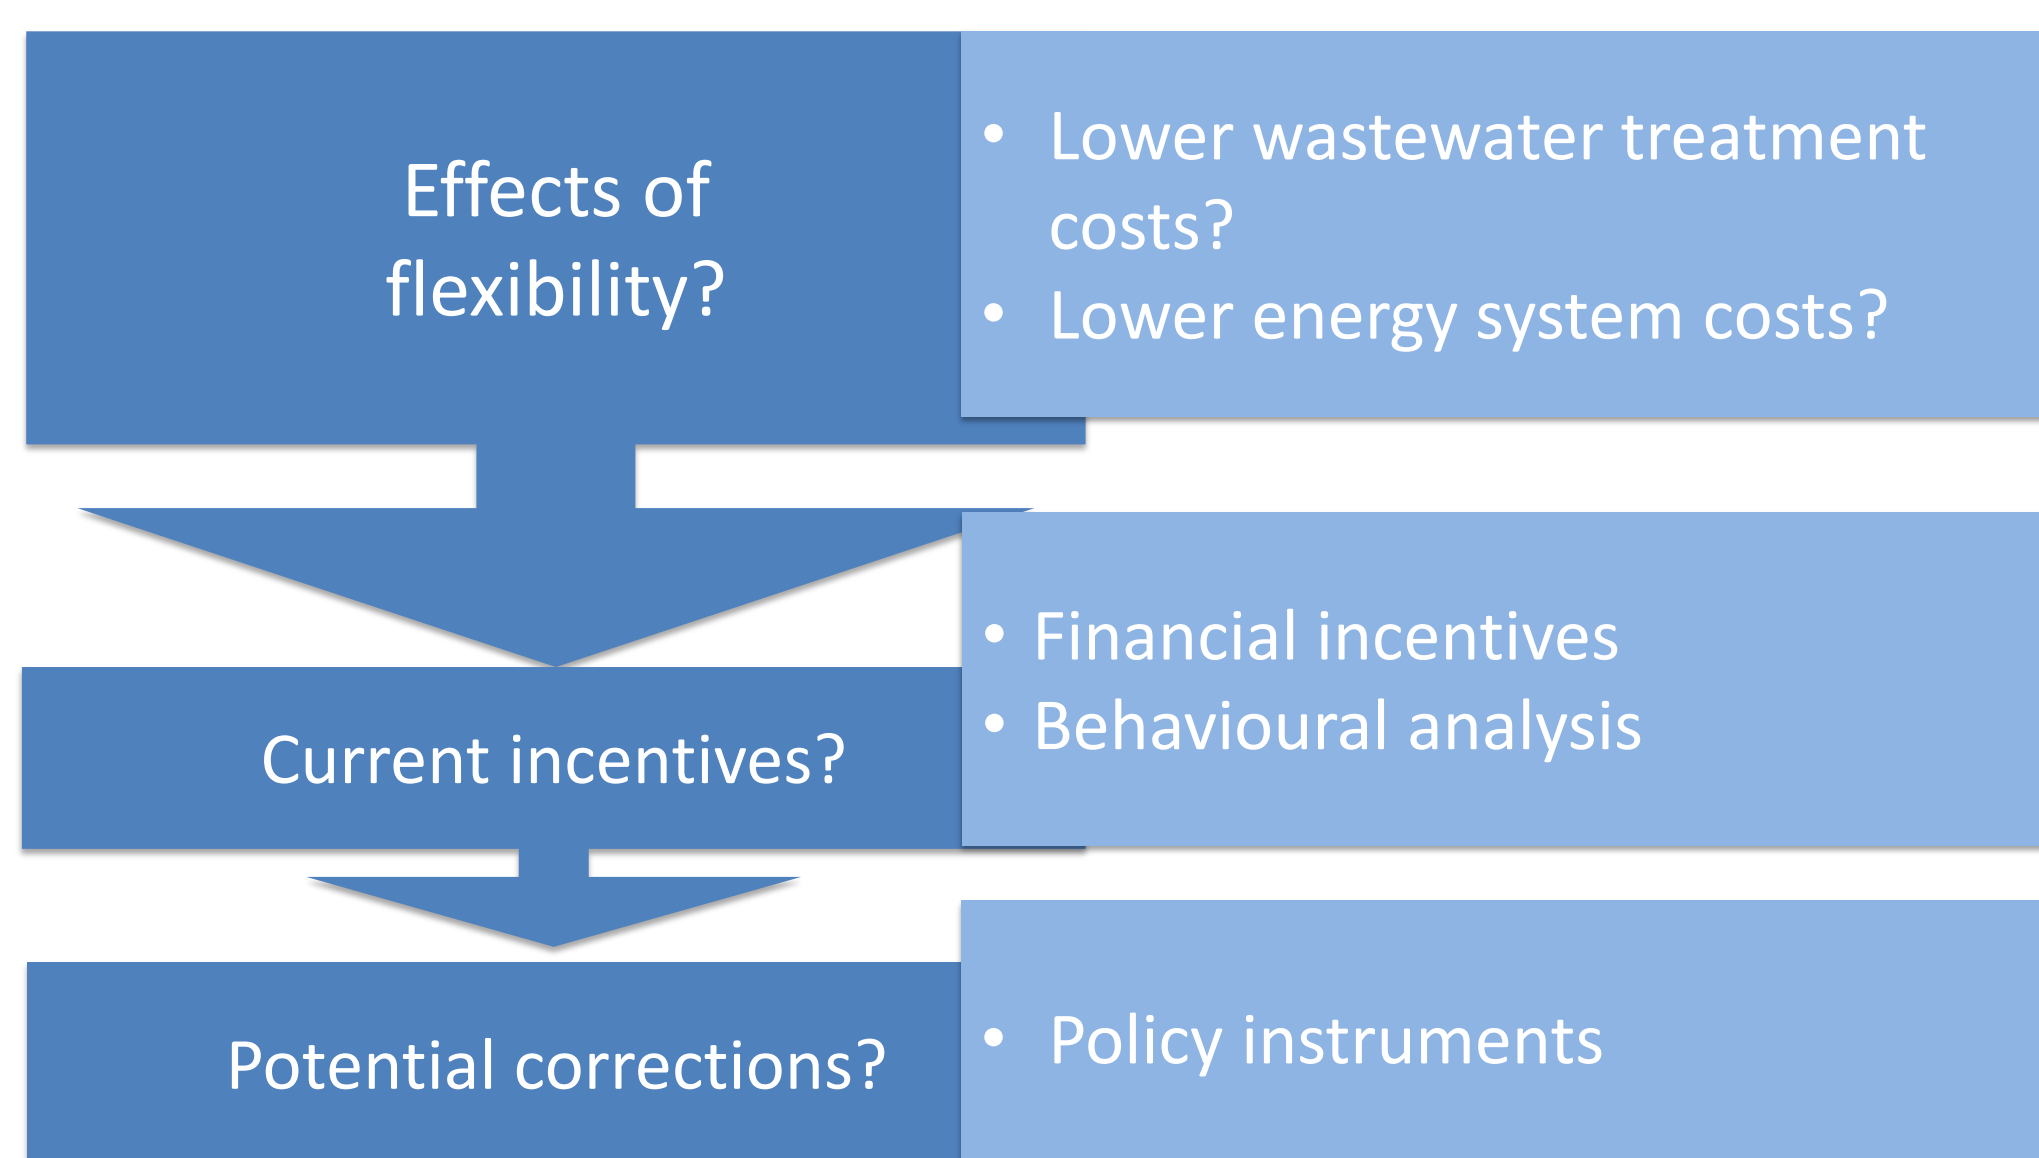 Effects of
flexibility?
• Lower wastewater treatment
costs?
• Lower energy system costs?
Current incentives?
• Financial incentives
• Behavioural analysis
Potential corrections?
• Policy instruments